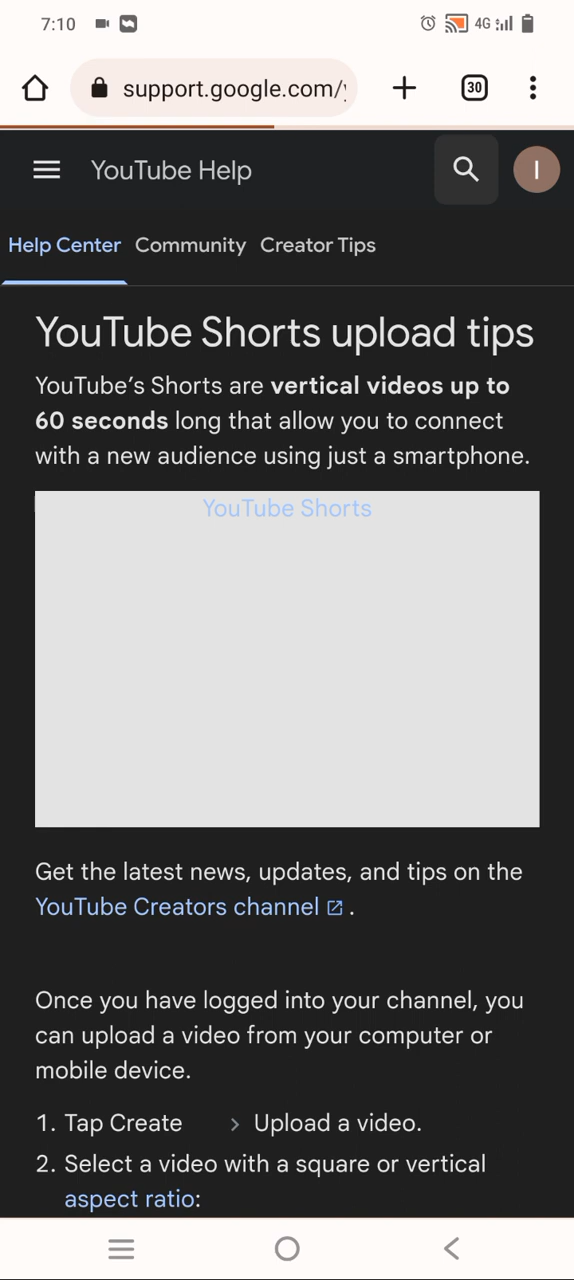 7:10
4G
support.google.com/
30
YouTube Help
I
Help Center Community Creator Tips
YouTube Shorts upload tips
YouTube’s Shorts are vertical videos up to
60 seconds long that allow you to connect
with a new audience using just a smartphone.
YouTube Shorts
Get the latest news, updates, and tips on the
YouTube Creators channel.
Once you have logged into your channel, you
can upload a video from your computer or
mobile device.
1. Tap Create > Upload a video.
2. Select a video with a square or vertical
aspect ratio: